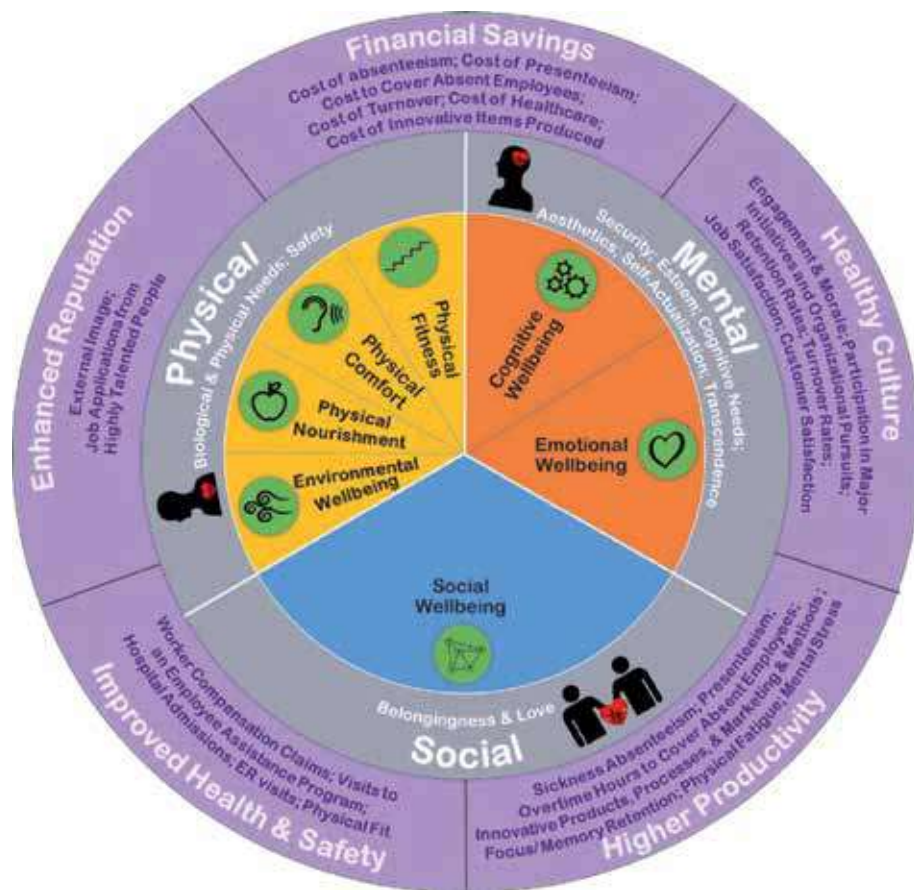 Financial Savings
Cost of absenteeism; Cost of Presenteeism;
Cost to Cover Absent Employees;
Cost of Turnover; Cost of Healthcare;
Cost of Innovative Items Produced
Healthy Culture
Engagement & Morale; Participation in Major
Initiatives and Organizational Pursuits;
Retention Rates; Turnover Rates;
Job Satisfaction; Customer Satisfaction
Higher Productivity
Sickness Absenteeism; Presenteeism;
Overtime Hours to Cover Absent Employees;
Innovative Products, Processes, & Marketing & Methods;
Focus/Memory Retention; Physical Fatigue; Mental Stress
Improved Health & Safety
Worker Compensation Claims; Visits to
an Employee Assistance Program;
Hospital Admissions; ER visits; Physical Fit
Enhanced Reputation
External Image;
Job Applications from
Highly Talented People
Physical
Biological & Physical Needs; Safety
Mental
Security; Esteem; Cognitive Needs;
Aesthetics, Self-Actualization; Transcendence
Social
Belongingness & Love
Physical
Fitness
Physical
Comfort
Physical
Nourishment
Environmental
Wellbeing
Cognitive
Wellbeing
Emotional
Wellbeing
Social
Wellbeing